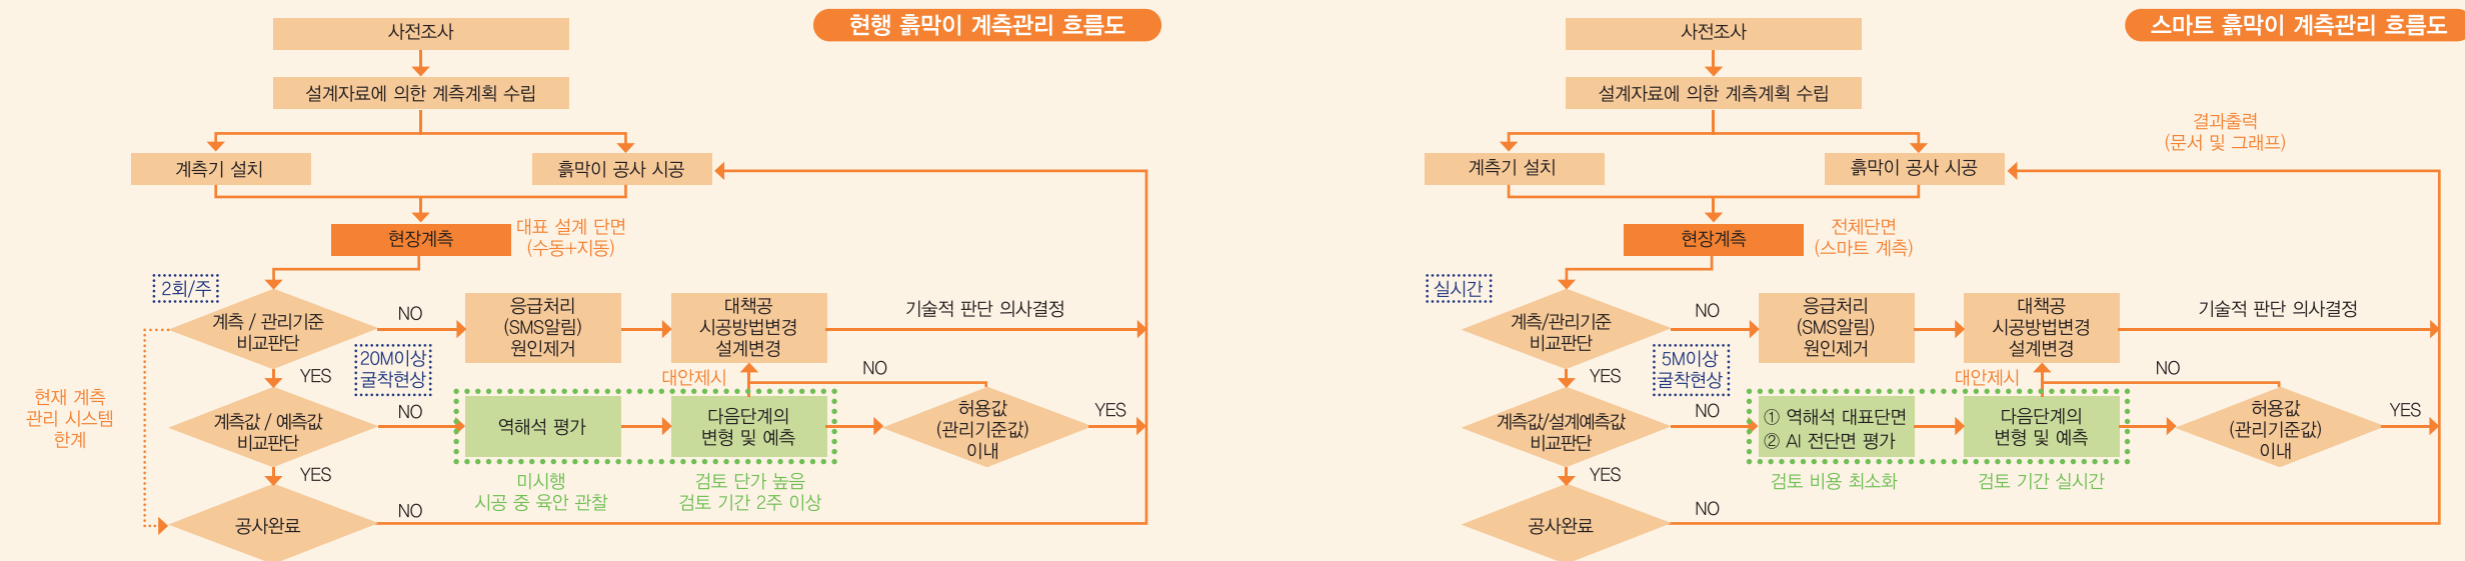 현행 흙막이 계측관리 흐름도
사전조사
설계자료에 의한 계측계획 수립
계측기 설치
흙막이 공사 시공
현장계측
대표 설계 단면
(수동+지동)
2회/주
계측 / 관리기준
비교판단
NO
응급처리
(SMS알림)
원인제거
대책공
시공방법변경
설계변경
기술적 판단 의사결정
YES
20M이상
굴착현상
대안제시
NO
현재 계측
관리 시스템
한계
계측값 / 예측값
비교판단
NO
역해석 평가
다음단계의
변형 및 예측
허용값
(관리기준값)
이내
YES
YES
미시행
시공 중 육안 관찰
검토 단가 높음
검토 기간 2주 이상
공사완료
NO
스마트 흙막이 계측관리 흐름도
사전조사
설계자료에 의한 계측계획 수립
결과출력
(문서 및 그래프)
계측기 설치
흙막이 공사 시공
현장계측
전체단면
(스마트 계측)
실시간
계측/관리기준
비교판단
NO
응급처리
(SMS알림)
원인제거
대책공
시공방법변경
설계변경
기술적 판단 의사결정
YES
5M이상
굴착현상
대안제시
NO
계측값/설계예측값
비교판단
NO
① 역해석 대표단면
② AI 전단면 평가
다음단계의
변형 및 예측
허용값
(관리기준값)
이내
YES
YES
검토 비용 최소화
검토 기간 실시간
공사완료
NO